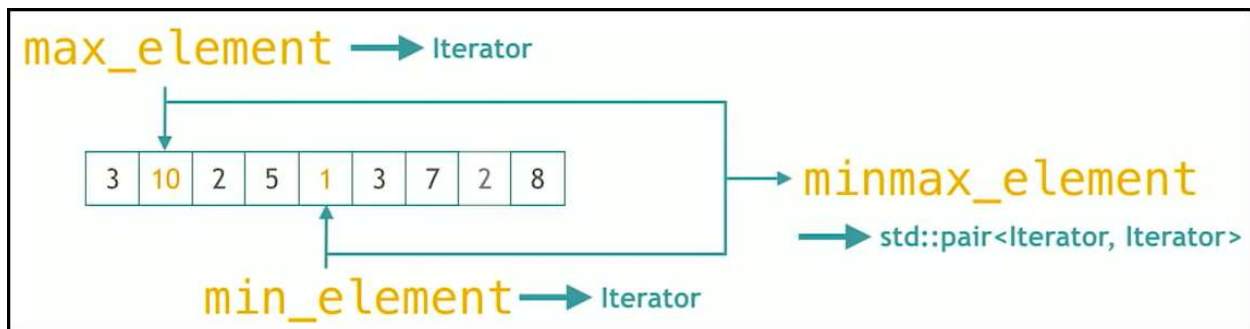 max_element Iterator
3 10 2 5 1 3 7 2 8
minmax_element
std::pair<Iterator, Iterator>
min_element Iterator